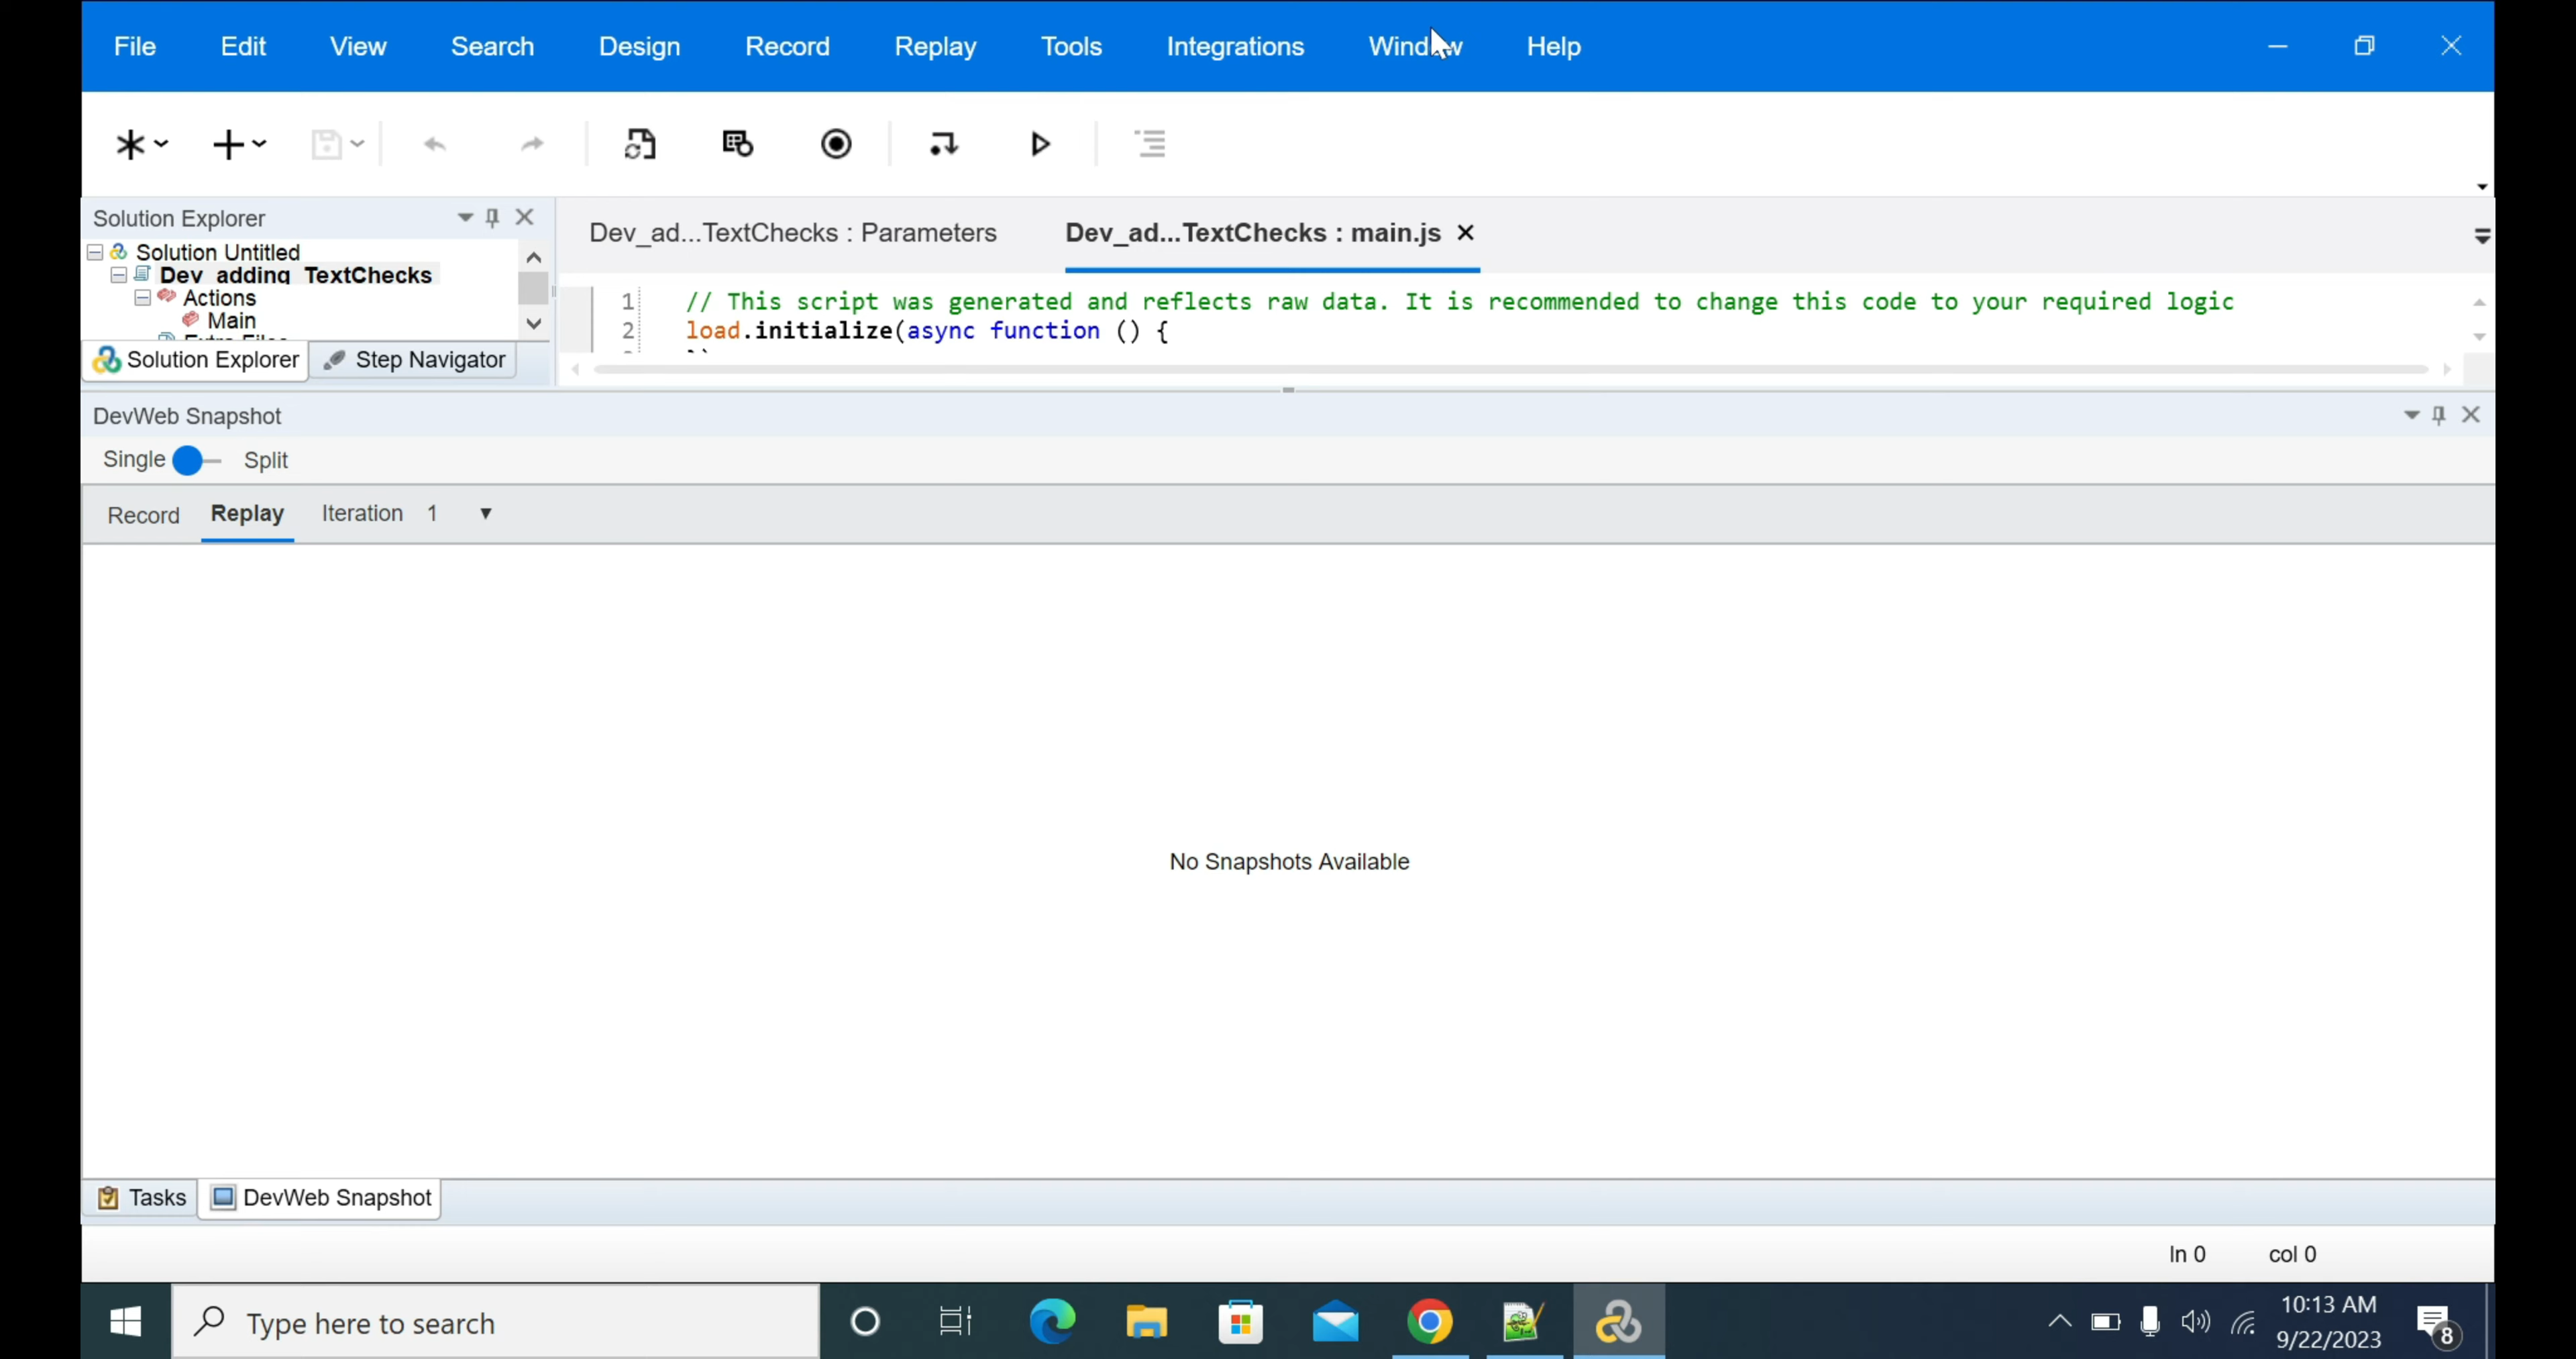 File Edit View Search Design Record Replay Tools Integrations Window Help
Solution Explorer
Solution Untitled
Dev_adding_TextChecks
Actions
Main
Solution Explorer Step Navigator
Dev_ad...TextChecks : Parameters Dev_ad...TextChecks : main.js
1 // This script was generated and reflects raw data. It is recommended to change this code to your required logic
2 load.initialize(async function () {
DevWeb Snapshot
Single Split
Record Replay Iteration 1
No Snapshots Available
Tasks DevWeb Snapshot
ln 0 col 0
Type here to search
10:13 AM
9/22/2023
8